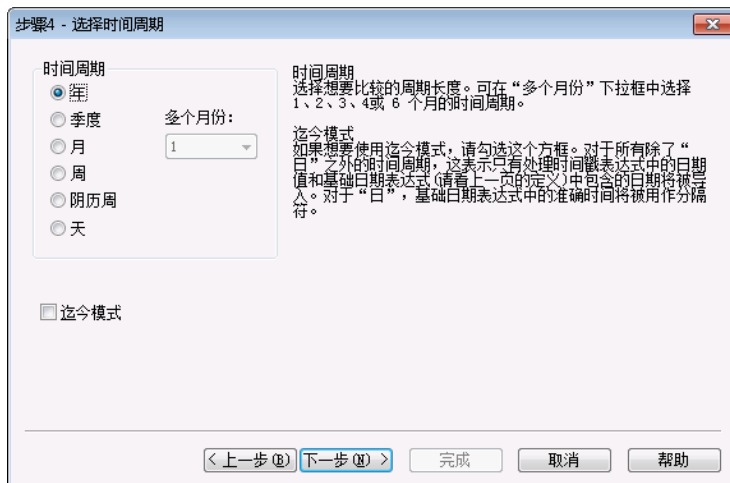 步骤4 - 选择时间周期
时间周期
年
季度
月
周
阴历周
天
多个月份:
1
迄今模式
时间周期
选择想要比较的周期长度。可在“多个月份”下拉框中选择
1、2、3、4或 6 个月的时间周期。
迄今模式
如果想要使用迄今模式，请勾选这个方框。对于所有除了“
日”之外的时间周期，这表示只有处理时间戳表达式中的日期
值和基础日期表达式(请看上一页的定义)中包含的日期将被导
入。对于“日”，基础日期表达式中的准确时间将被用作分隔
符。
< 上一步(B)
下一步(N) >
完成
取消
帮助